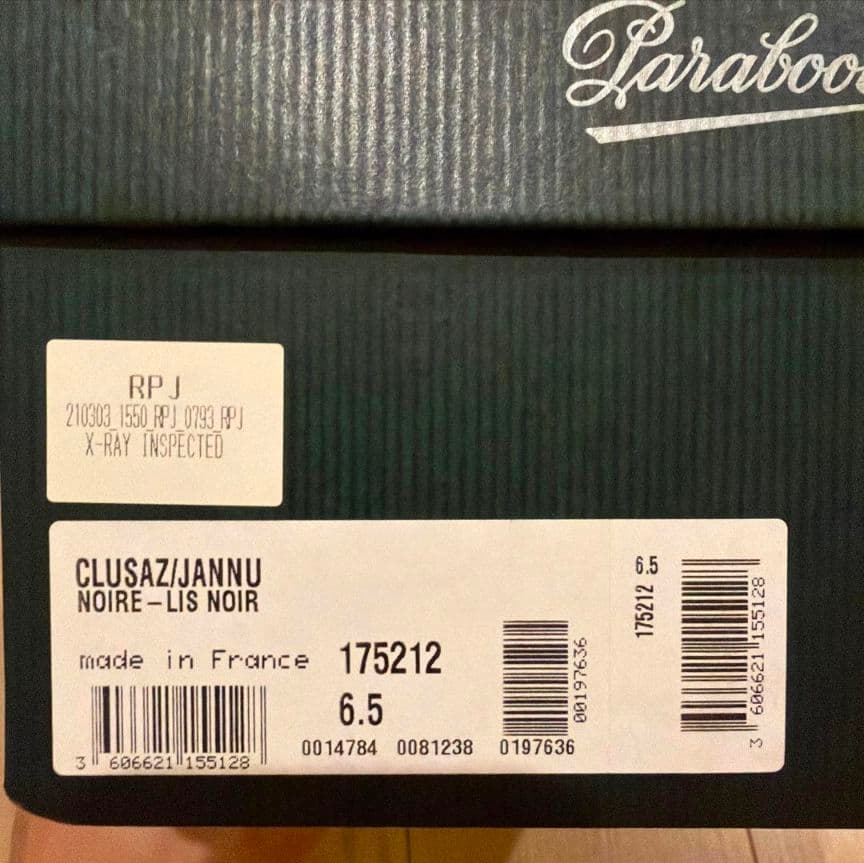 Paraboo
RPJ
210303_1550_RPJ_0793_RPJ
X-RAY INSPECTED
CLUSAZ/JANNU
NOIRE – LIS NOIR
made in France 175212
6.5
3 606621 155128
0014784 0081238 0197636
00197636
175212 6.5
3 606621 155128